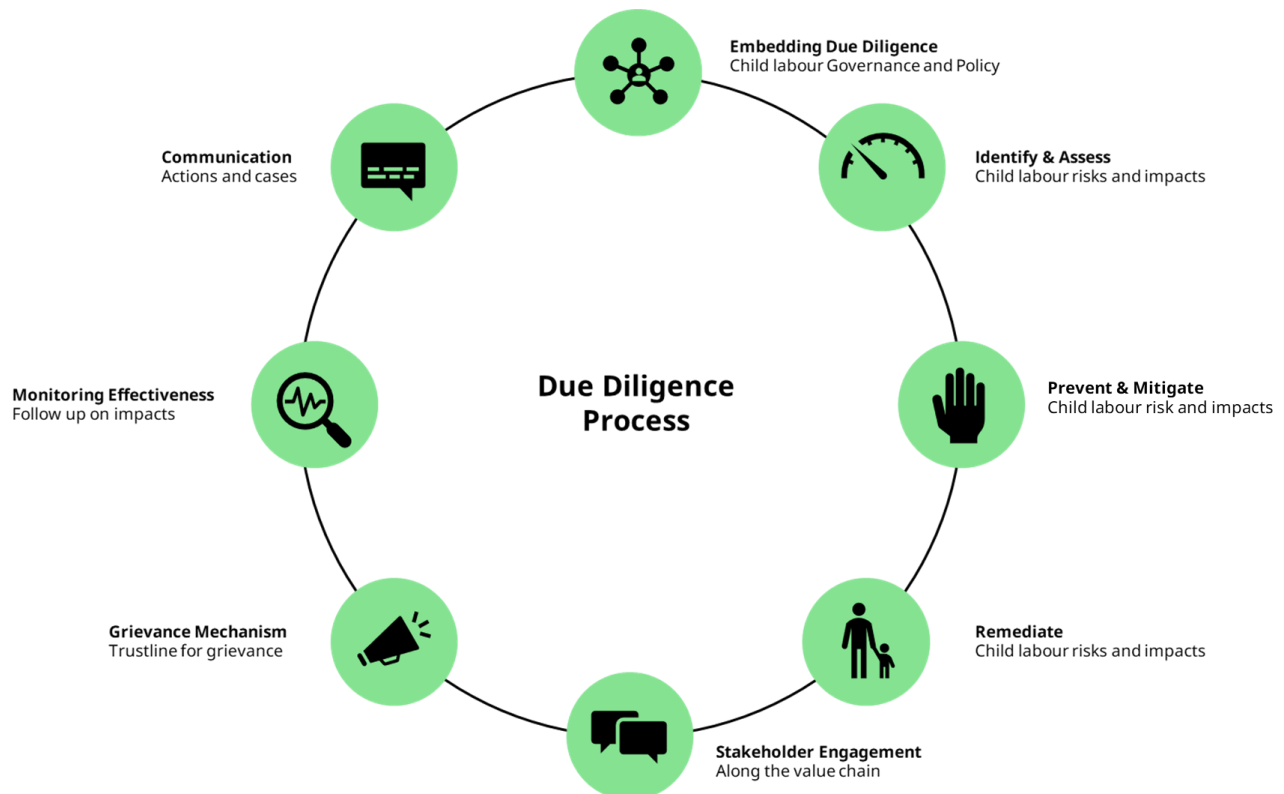 Embedding Due Diligence
Child labour Governance and Policy
Identify & Assess
Child labour risks and impacts
Prevent & Mitigate
Child labour risk and impacts
Remediate
Child labour risks and impacts
Stakeholder Engagement
Along the value chain
Grievance Mechanism
Trustline for grievance
Monitoring Effectiveness
Follow up on impacts
Communication
Actions and cases
Due Diligence
Process